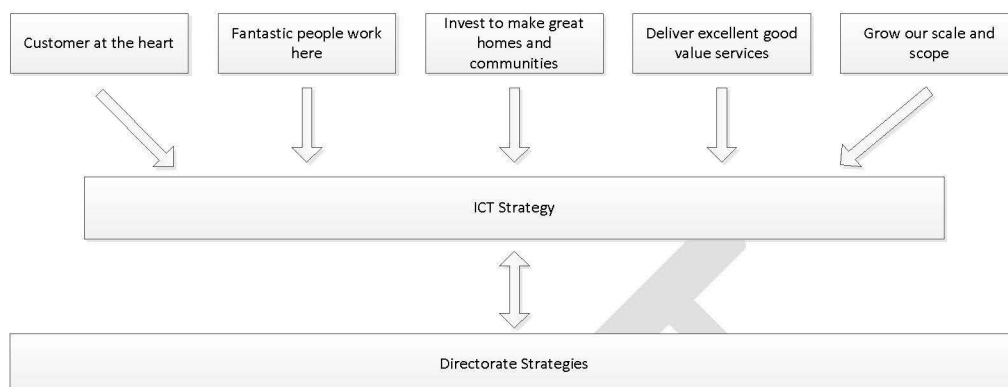 Customer at the heart
Fantastic people work
here
Invest to make great
homes and
communities
Deliver excellent good
value services
Grow our scale and
scope
ICT Strategy
Directorate Strategies